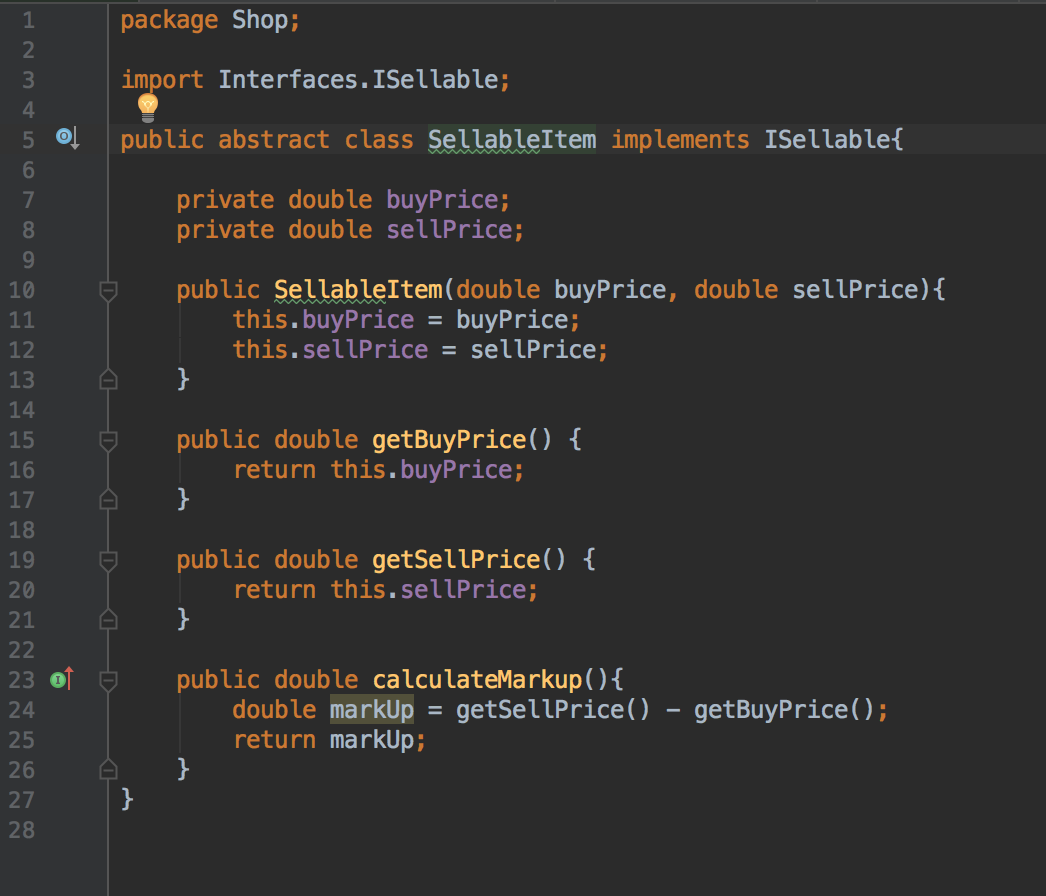 1 package Shop;
2
3 import Interfaces.ISellable;
4
5 public abstract class SellableItem implements ISellable{
6
7     private double buyPrice;
8     private double sellPrice;
9
10     public SellableItem(double buyPrice, double sellPrice){
11         this.buyPrice = buyPrice;
12         this.sellPrice = sellPrice;
13     }
14
15     public double getBuyPrice() {
16         return this.buyPrice;
17     }
18
19     public double getSellPrice() {
20         return this.sellPrice;
21     }
22
23     public double calculateMarkup(){
24         double markUp = getSellPrice() - getBuyPrice();
25         return markUp;
26     }
27 }
28